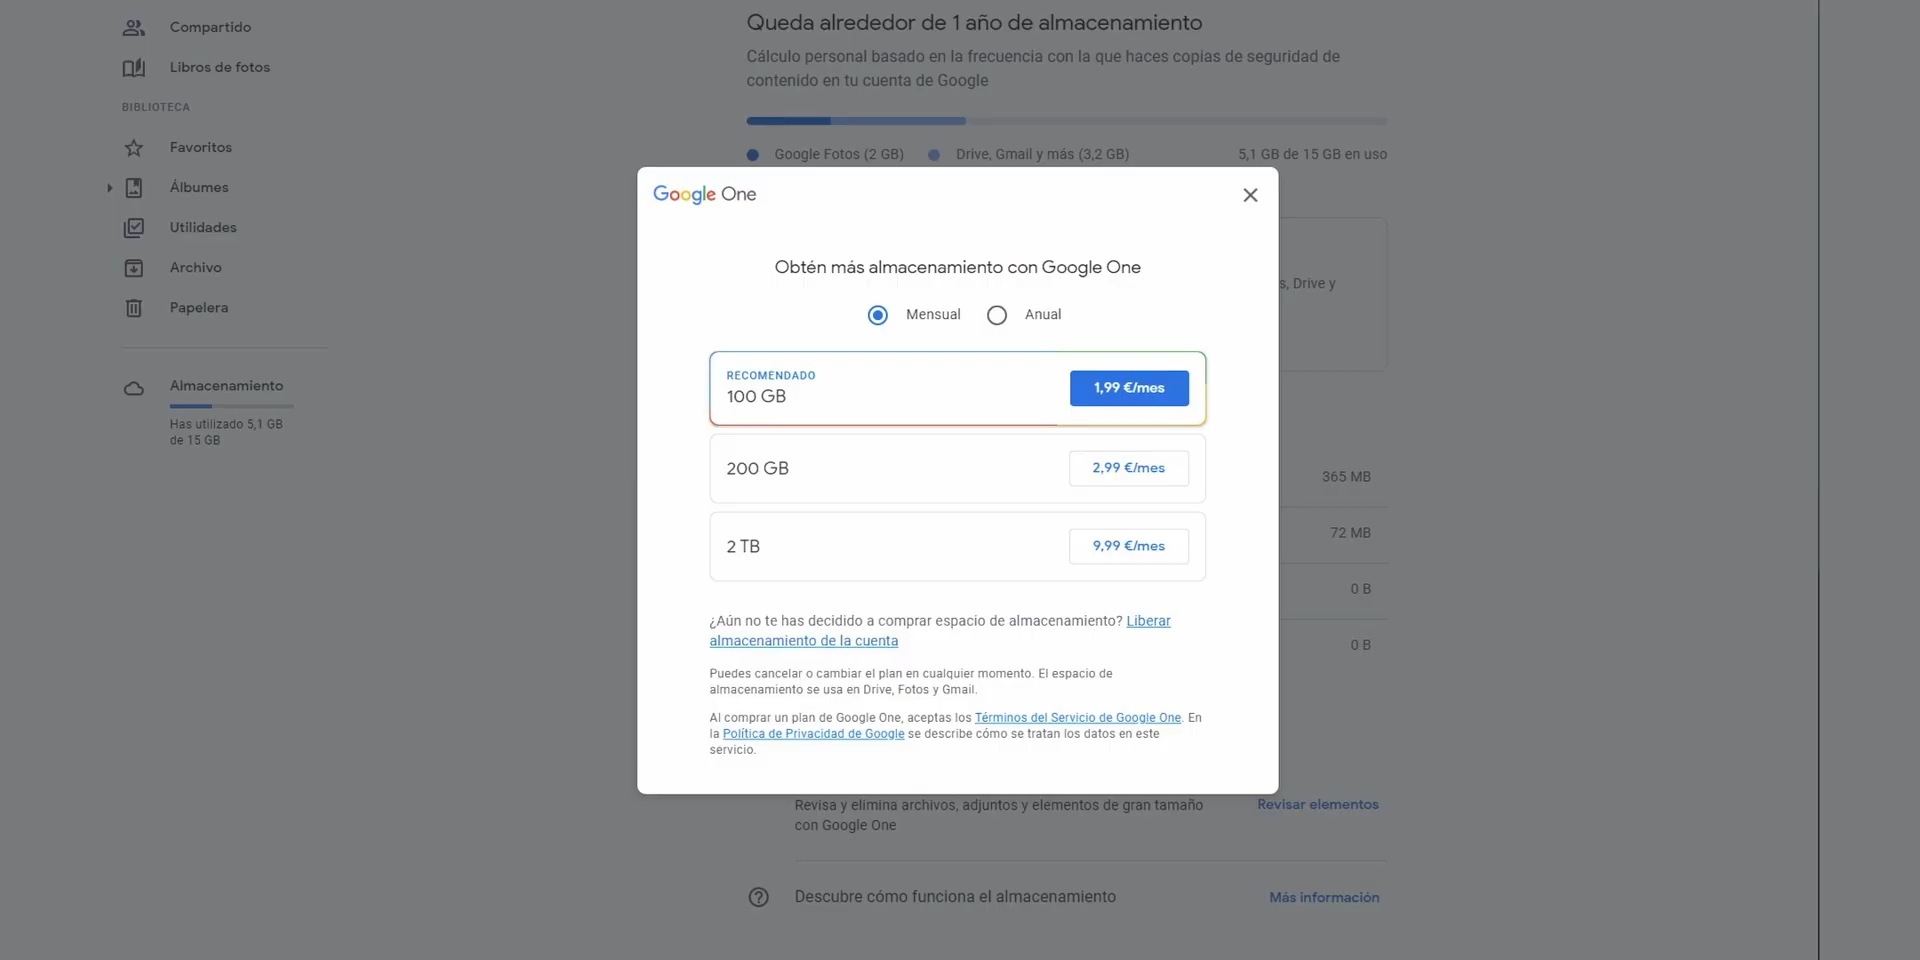 Compartido
Libros de fotos
BIBLIOTECA
Favoritos
Álbumes
Utilidades
Archivo
Papelera
Almacenamiento
Has utilizado 5,1 GB
de 15 GB
Queda alrededor de 1 año de almacenamiento
Cálculo personal basado en la frecuencia con la que haces copias de seguridad de
contenido en tu cuenta de Google
Google Fotos (2 GB) Drive, Gmail y más (3,2 GB) 5,1 GB de 15 GB en uso
Google One
Obtén más almacenamiento con Google One
Mensual Anual
RECOMENDADO
100 GB 1,99 €/mes
200 GB 2,99 €/mes
2 TB 9,99 €/mes
¿Aún no te has decidido a comprar espacio de almacenamiento? Liberar
almacenamiento de la cuenta
Puedes cancelar o cambiar el plan en cualquier momento. El espacio de
almacenamiento se usa en Drive, Fotos y Gmail.
Al comprar un plan de Google One, aceptas los Términos del Servicio de Google One. En
la Política de Privacidad de Google se describe cómo se tratan los datos en este
servicio.
s, Drive y
365 MB
72 MB
0 B
0 B
Revisa y elimina archivos, adjuntos y elementos de gran tamaño
con Google One
Revisar elementos
Descubre cómo funciona el almacenamiento
Más información